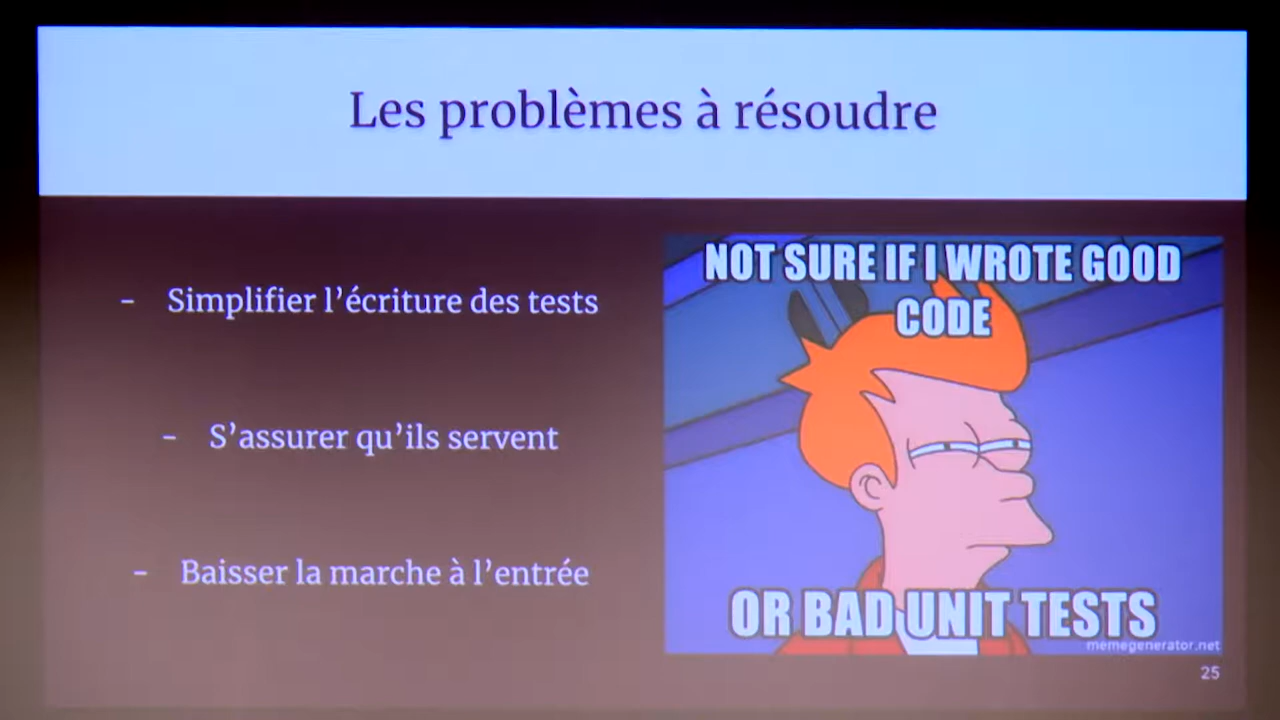 Les problèmes à résoudre
- Simplifier l’écriture des tests
- S’assurer qu’ils servent
- Baisser la marche à l’entrée
NOT SURE IF I WROTE GOOD
CODE
OR BAD UNIT TESTS
memegenerator.net
25